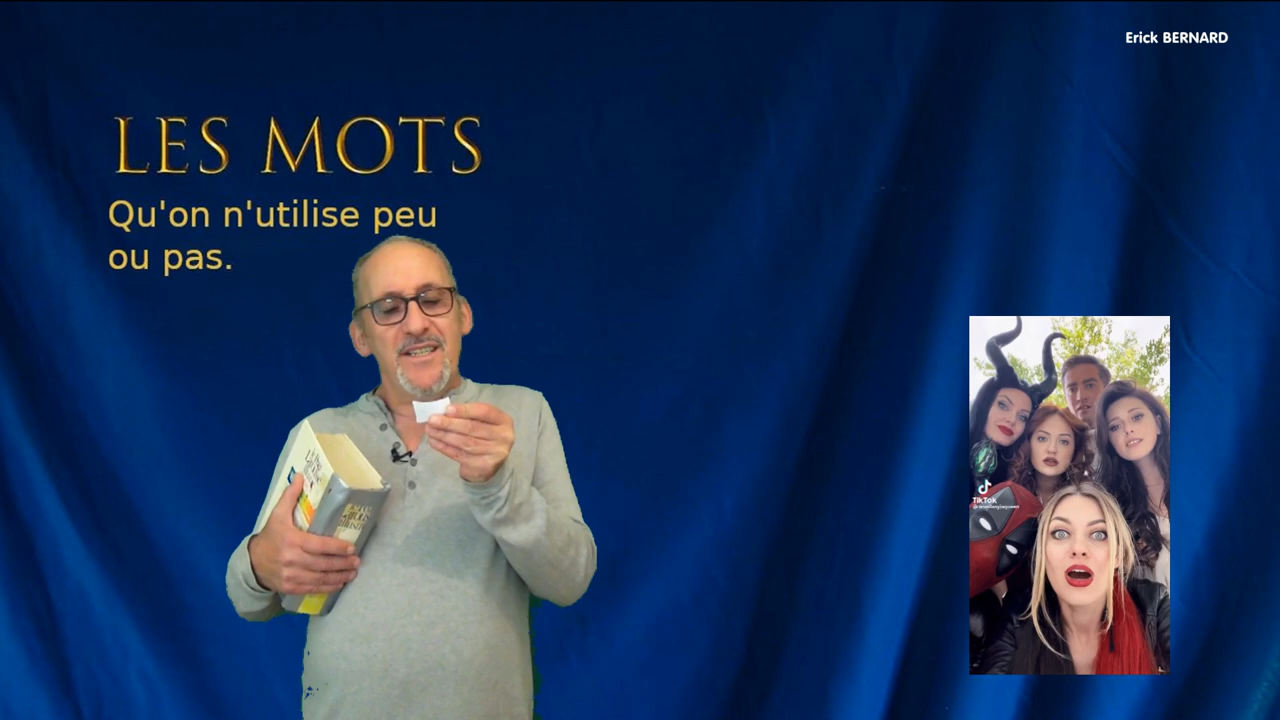 Erick BERNARD
LES MOTS
Qu'on n'utilise peu
ou pas.
TikTok